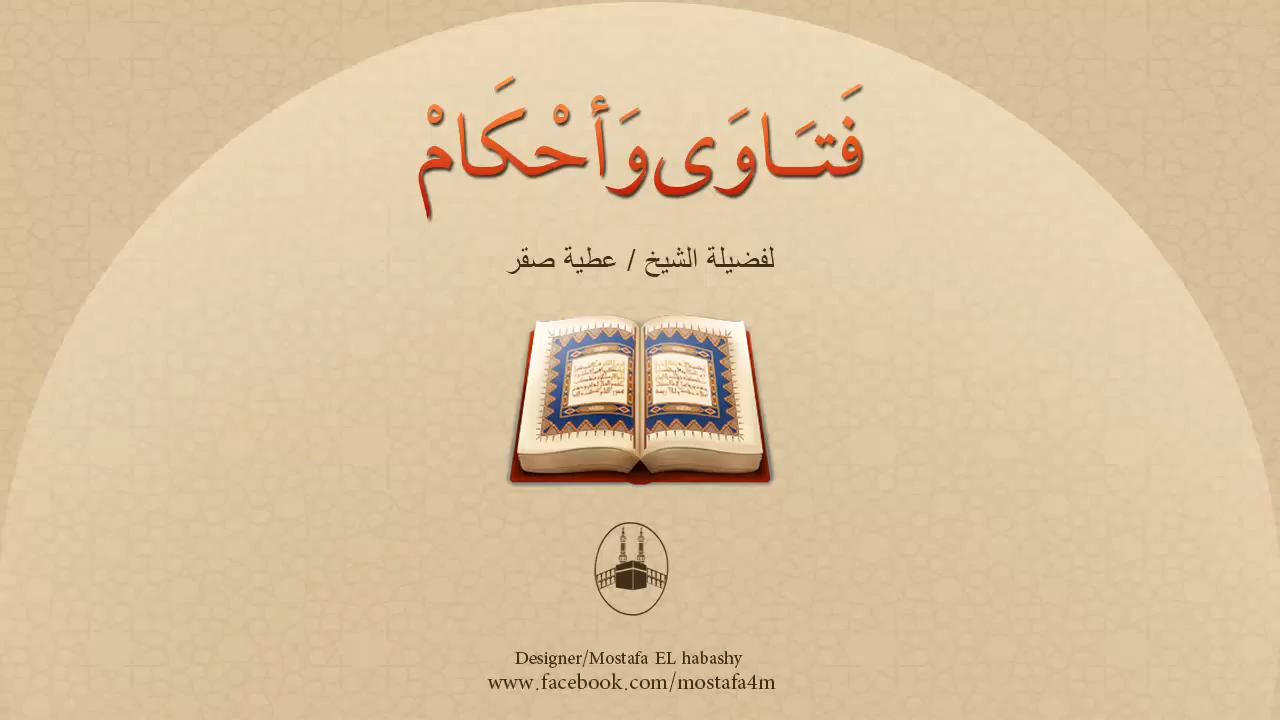 فَتَاوَى وَأَحْكَامْ
لفضيلة الشيخ / عطية صقر
Designer/Mostafa EL habashy
www.facebook.com/mostafa4m